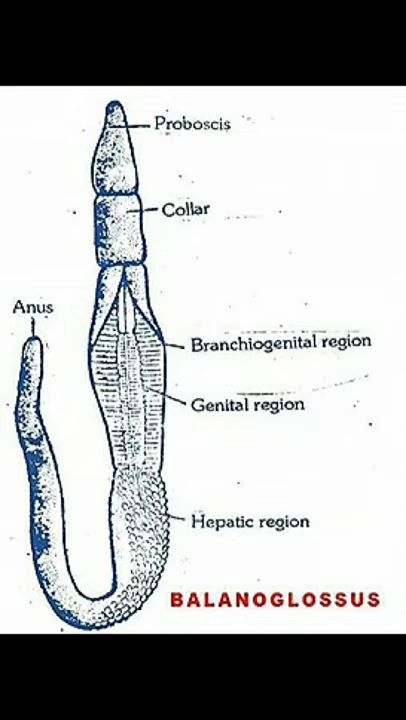 Proboscis
Collar
Anus
Branchiogenital region
Genital region
Hepatic region
BALANOGLOSSUS